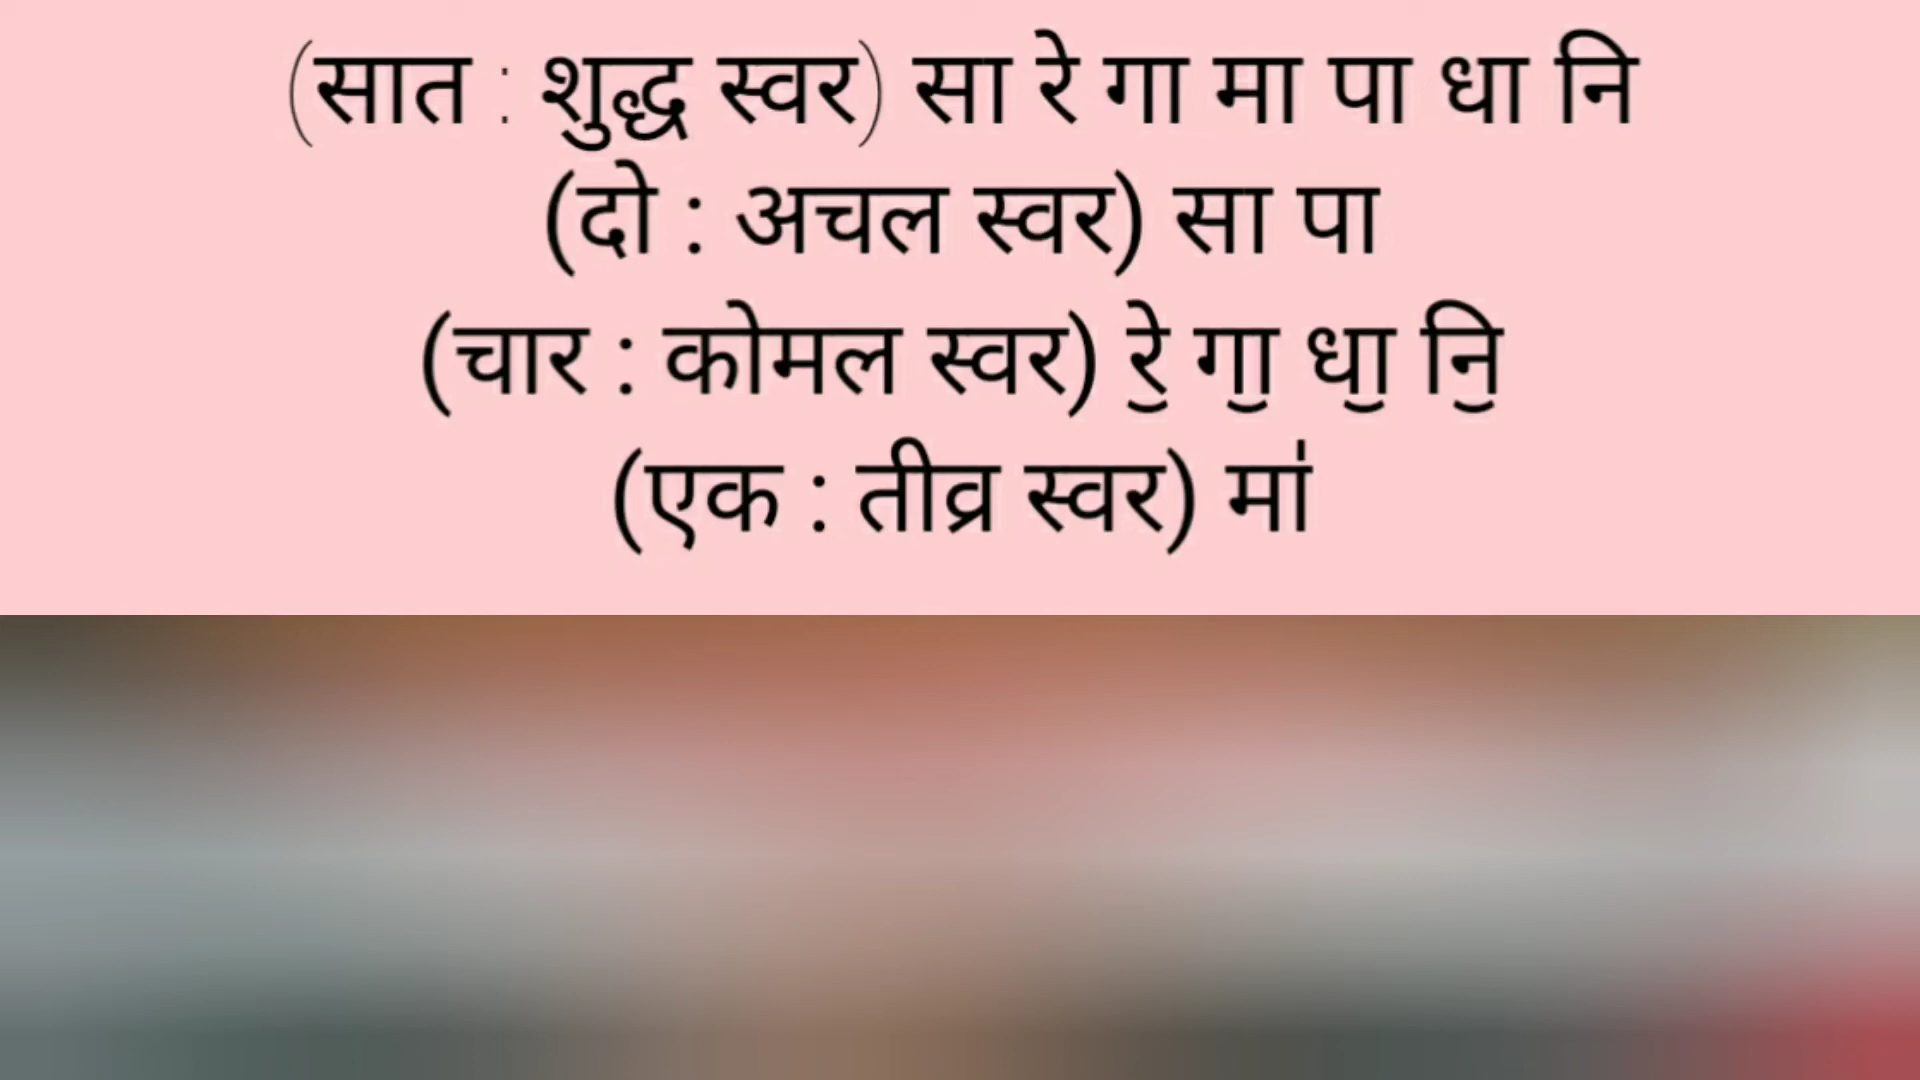 (सात : शुद्ध स्वर) सा रे गा मा पा धा नि
(दो : अचल स्वर) सा पा
(चार : कोमल स्वर) रे॒ गा॒ धा॒ नि॒
(एक : तीव्र स्वर) मा॑